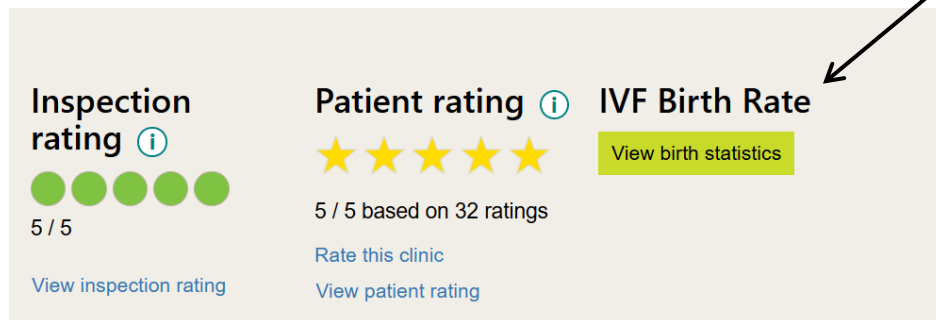 Inspection
rating i
5 / 5
View inspection rating
Patient rating i
5 / 5 based on 32 ratings
Rate this clinic
View patient rating
IVF Birth Rate
View birth statistics